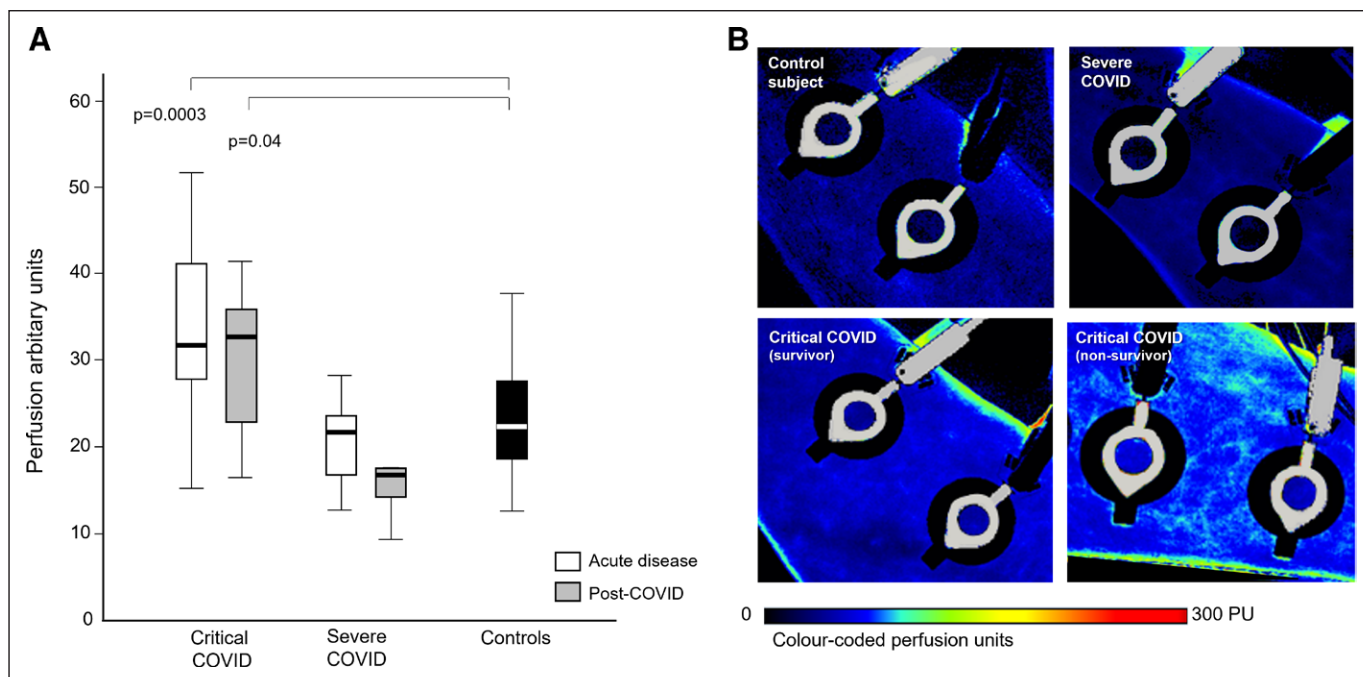 A
Perfusion arbitary units
60
50
40
30
20
10
0
p=0.0003
p=0.04
Acute disease
Post-COVID
Critical
COVID
Severe
COVID
Controls
B
Control
subject
Severe
COVID
Critical COVID
(survivor)
Critical COVID
(non-survivor)
0
300 PU
Colour-coded perfusion units